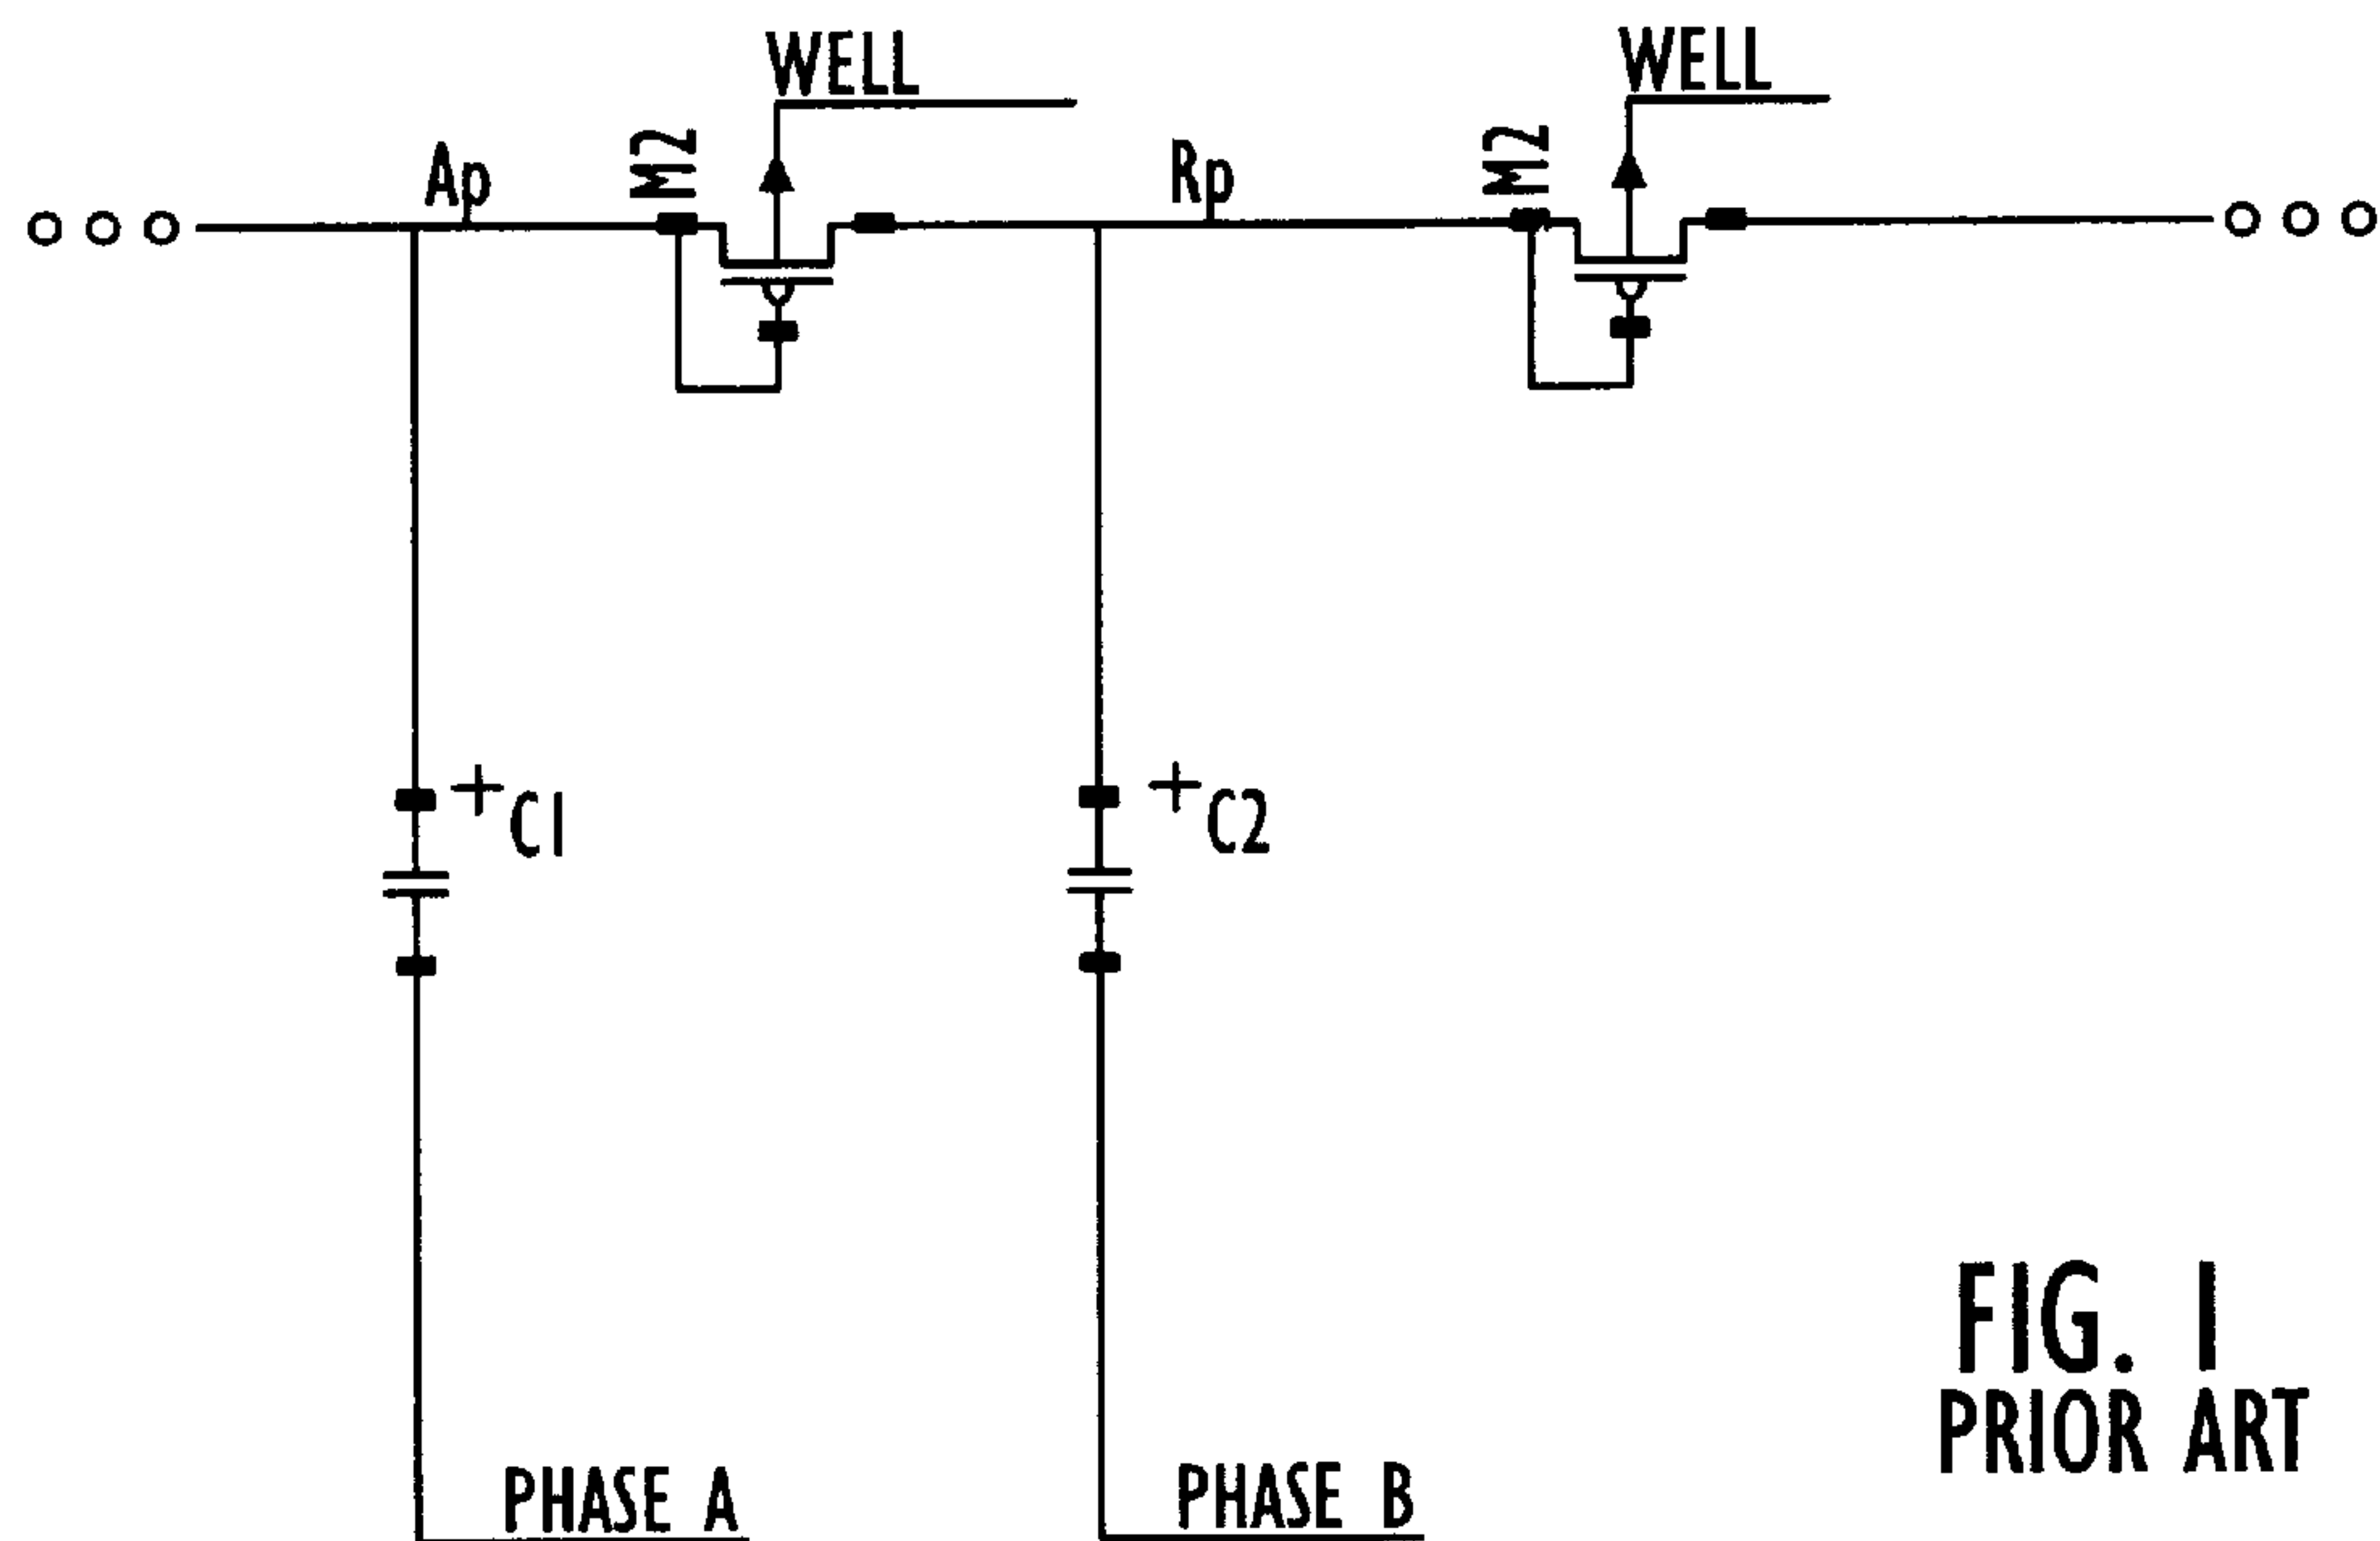 WELL
WELL
Ap
M2
Rp
M2
+
C1
+
C2
FIG. 1
PRIOR ART
PHASE A
PHASE B